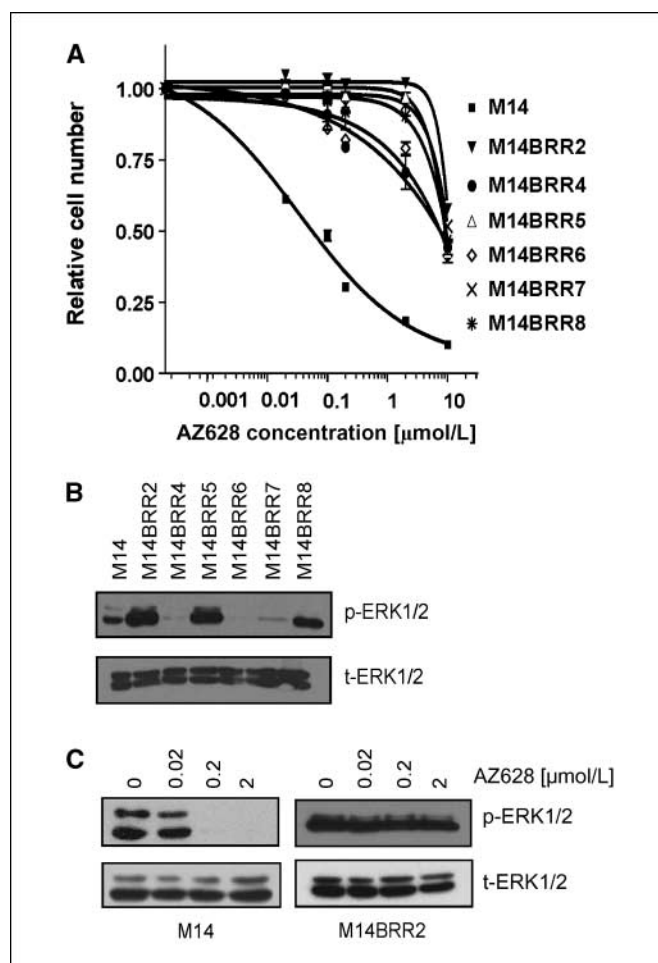 A
Relative cell number
1.00
0.75
0.50
0.25
0.00
0.001 0.01 0.1 1 10
AZ628 concentration [µmol/L]
M14
M14BRR2
M14BRR4
M14BRR5
M14BRR6
M14BRR7
M14BRR8
B
M14 M14BRR2 M14BRR4 M14BRR5 M14BRR6 M14BRR7 M14BRR8
p-ERK1/2
t-ERK1/2
C
0 0.02 0.2 2 0 0.02 0.2 2 AZ628 [µmol/L]
p-ERK1/2
t-ERK1/2
M14 M14BRR2